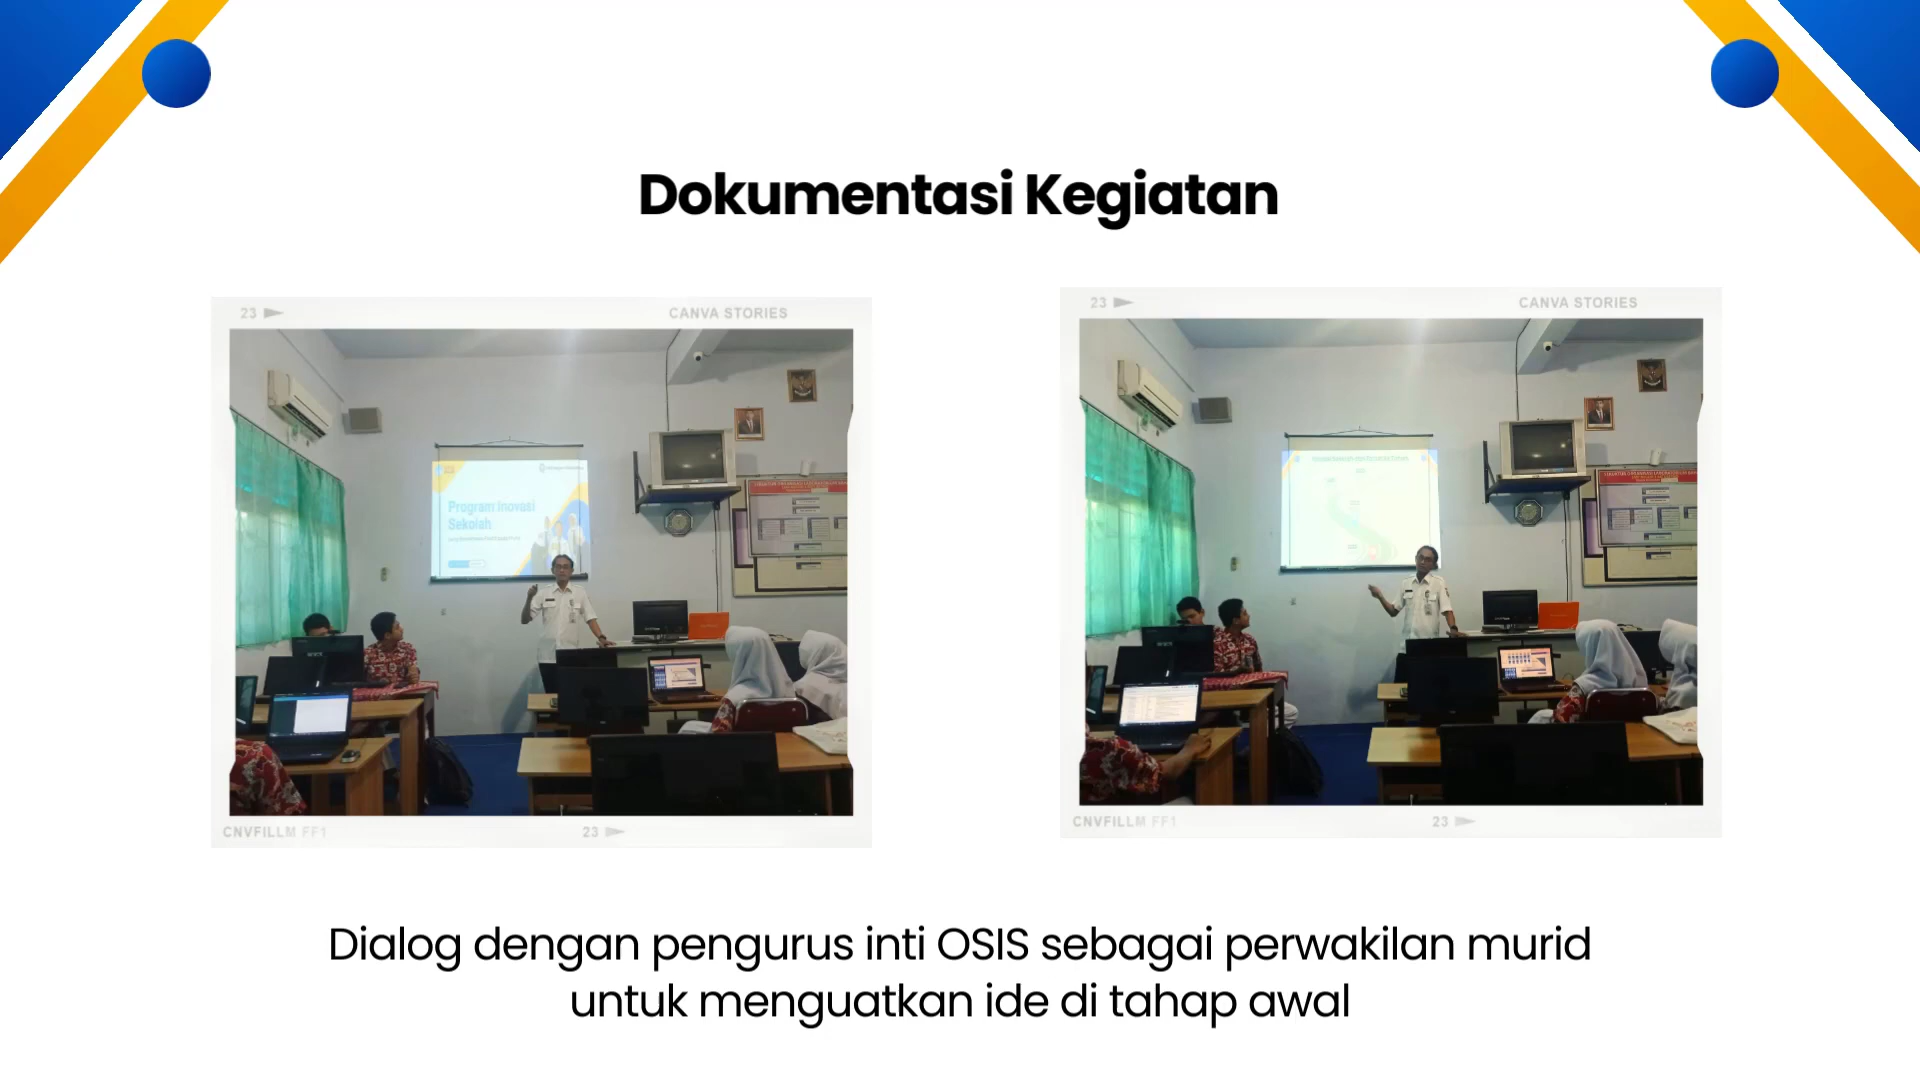 Dokumentasi Kegiatan
23
CANVA STORIES
Program Inovasi
Sekolah
CNVFILLM FF1
23
23
CANVA STORIES
CNVFILLM FF1
23
Dialog dengan pengurus inti OSIS sebagai perwakilan murid
untuk menguatkan ide di tahap awal